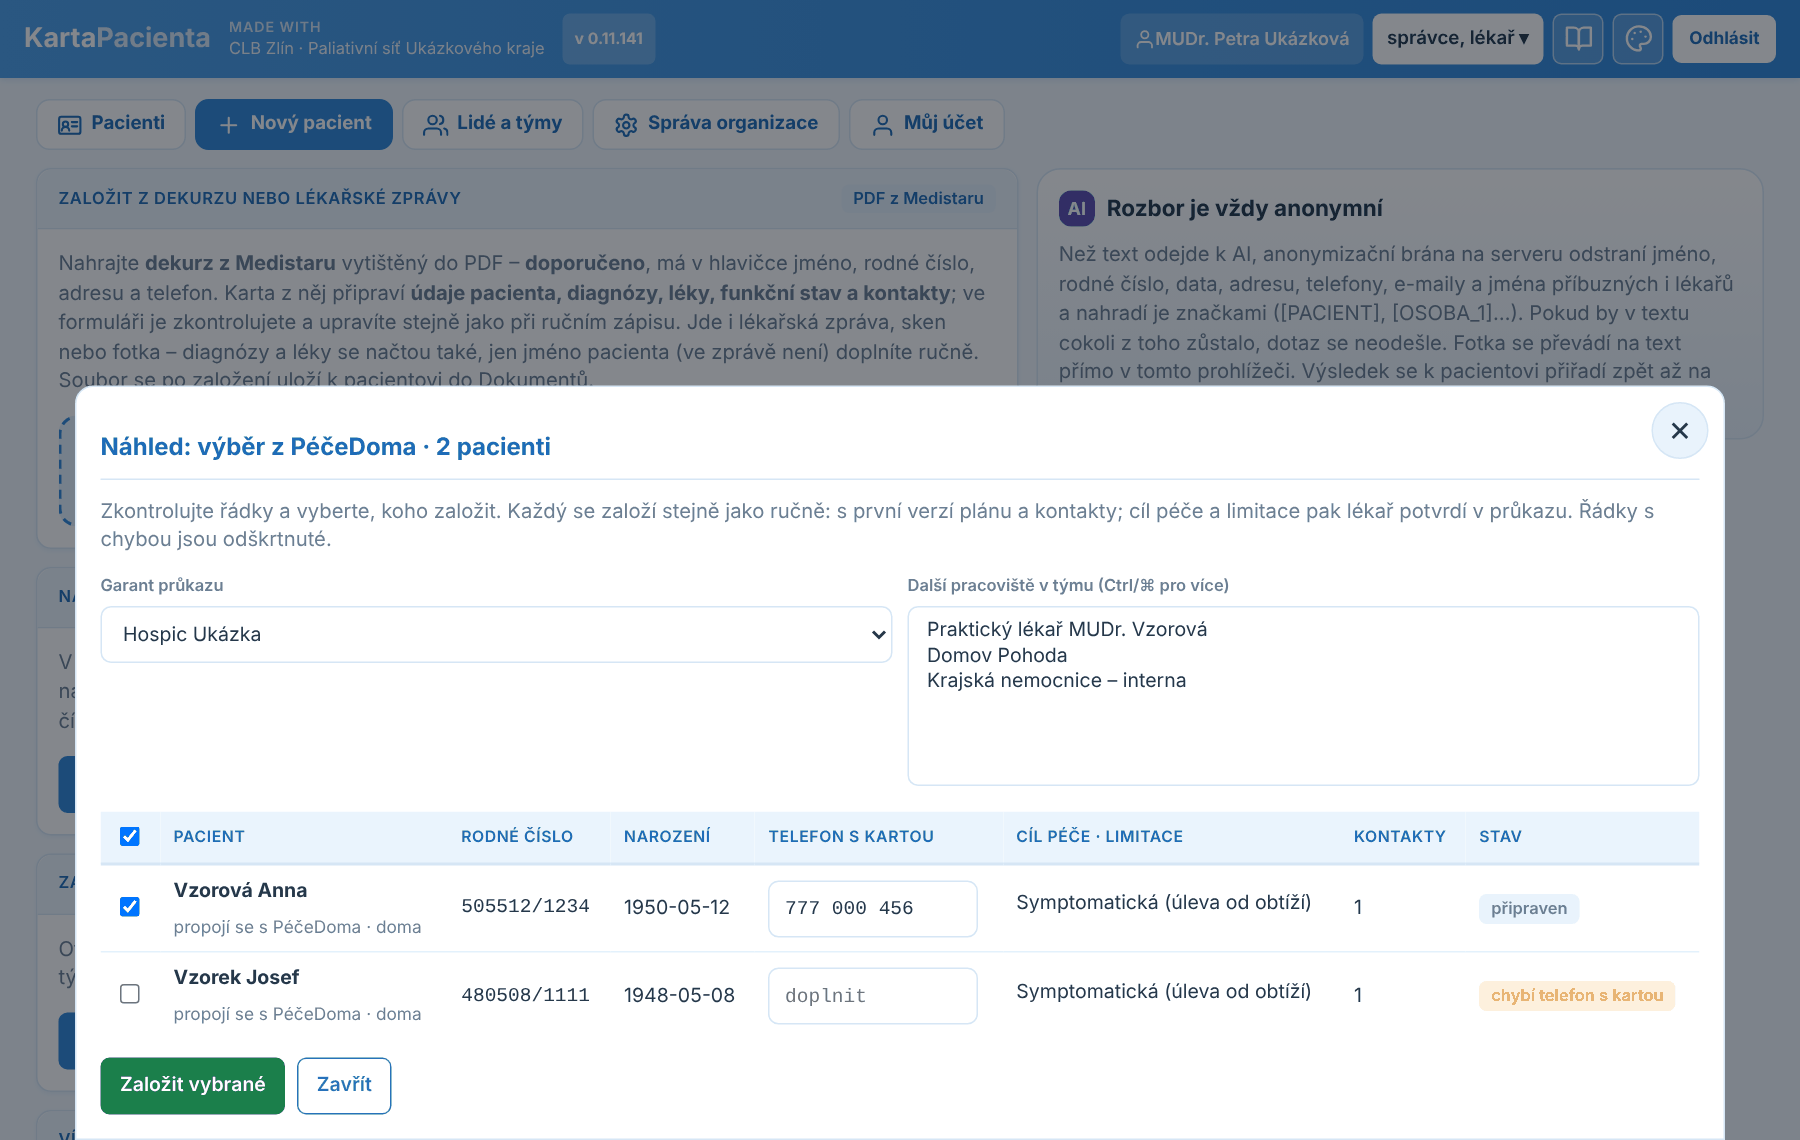 KartaPacienta
MADE WITH
CLB Zlín · Paliativní síť Ukázkového kraje
v 0.11.141
MUDr. Petra Ukázková
správce, lékař ▾
Odhlásit
Pacienti
Nový pacient
Lidé a týmy
Správa organizace
Můj účet
ZALOŽIT Z DEKURZU NEBO LÉKAŘSKÉ ZPRÁVY
PDF z Medistaru
Nahrajte dekurz z Medistaru vytištěný do PDF – doporučeno, má v hlavičce jméno, rodné číslo,
adresu a telefon. Karta z něj připraví údaje pacienta, diagnózy, léky, funkční stav a kontakty; ve
formuláři je zkontrolujete a upravíte stejně jako při ručním zápisu. Jde i lékařská zpráva, sken
nebo fotka – diagnózy a léky se načtou také, jen jméno pacienta (ve zprávě není) doplníte ručně.
Soubor se po založení uloží k pacientovi do Dokumentů.
AI
Rozbor je vždy anonymní
Než text odejde k AI, anonymizační brána na serveru odstraní jméno,
rodné číslo, data, adresu, telefony, e-maily a jména příbuzných i lékařů
a nahradí je značkami ([PACIENT], [OSOBA_1]…). Pokud by v textu
cokoli z toho zůstalo, dotaz se neodešle. Fotka se převádí na text
přímo v tomto prohlížeči. Výsledek se k pacientovi přiřadí zpět až na
Náhled: výběr z PéčeDoma · 2 pacienti
Zkontrolujte řádky a vyberte, koho založit. Každý se založí stejně jako ručně: s první verzí plánu a kontakty; cíl péče a limitace pak lékař potvrdí v průkazu. Řádky s
chybou jsou odškrtnuté.
Garant průkazu
Hospic Ukázka
Další pracoviště v týmu (Ctrl/⌘ pro více)
Praktický lékař MUDr. Vzorová
Domov Pohoda
Krajská nemocnice – interna
PACIENT RODNÉ ČÍSLO NAROZENÍ TELEFON S KARTOU CÍL PÉČE · LIMITACE KONTAKTY STAV
Vzorová Anna
propojí se s PéčeDoma · doma
505512/1234 1950-05-12 777 000 456 Symptomatická (úleva od obtíží) 1 připraven
Vzorek Josef
propojí se s PéčeDoma · doma
480508/1111 1948-05-08 doplnit Symptomatická (úleva od obtíží) 1 chybí telefon s kartou
Založit vybrané
Zavřít